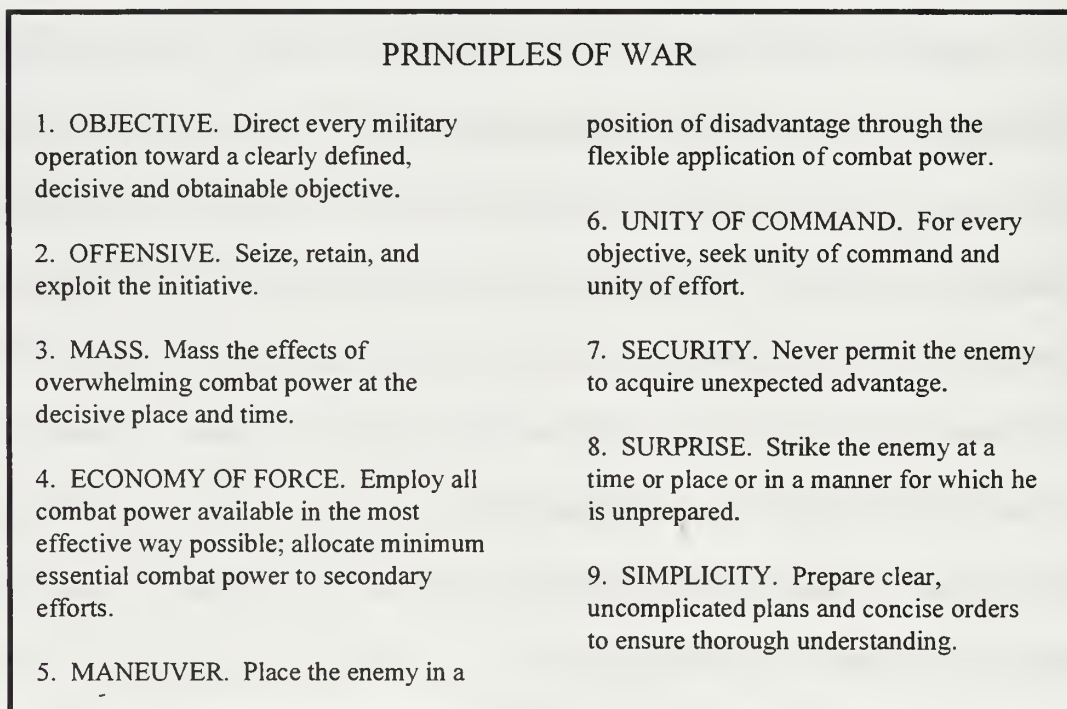 PRINCIPLES OF WAR
1. OBJECTIVE. Direct every military
operation toward a clearly defined,
decisive and obtainable objective.
2. OFFENSIVE. Seize, retain, and
exploit the initiative.
3. MASS. Mass the effects of
overwhelming combat power at the
decisive place and time.
4. ECONOMY OF FORCE. Employ all
combat power available in the most
effective way possible; allocate minimum
essential combat power to secondary
efforts.
5. MANEUVER. Place the enemy in a
position of disadvantage through the
flexible application of combat power.
6. UNITY OF COMMAND. For every
objective, seek unity of command and
unity of effort.
7. SECURITY. Never permit the enemy
to acquire unexpected advantage.
8. SURPRISE. Strike the enemy at a
time or place or in a manner for which he
is unprepared.
9. SIMPLICITY. Prepare clear,
uncomplicated plans and concise orders
to ensure thorough understanding.